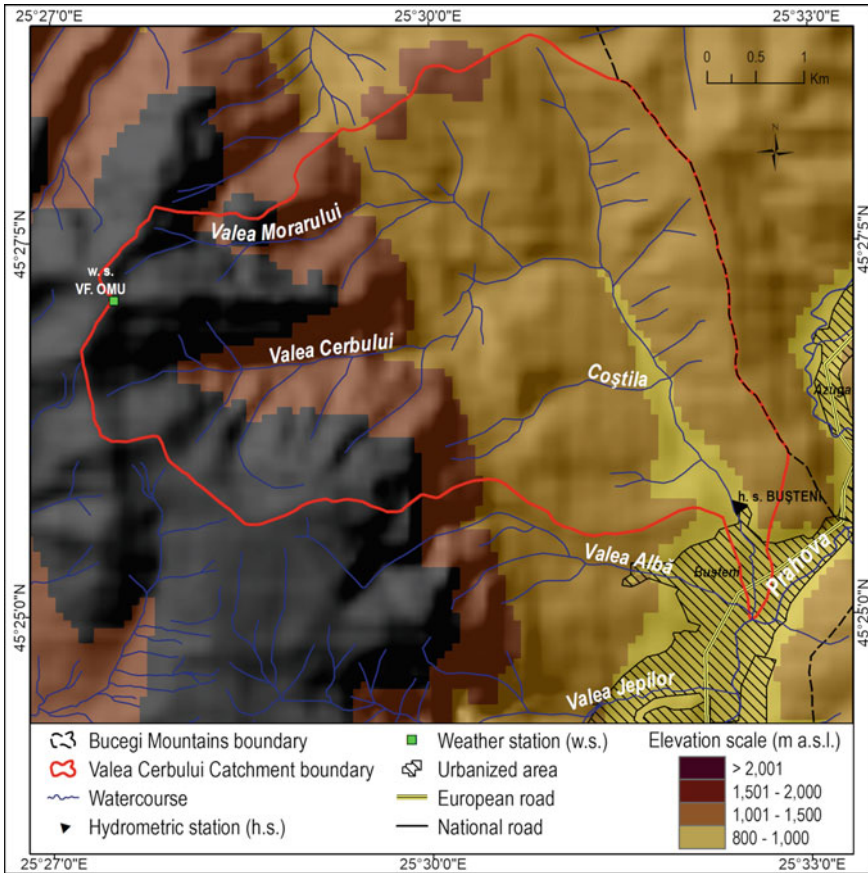 25°27'0"E
25°30'0"E
25°33'0"E
0 0.5 1
Km
N
45°27'5"N
45°27'5"N
Valea Morarului
w. s.
VF. OMU
Valea Cerbului
Coştila
Azuga
h. s. BUŞTENI
Valea Albă
Buşteni
Prahova
45°25'0"N
45°25'0"N
Valea Jepilor
Bucegi Mountains boundary
Valea Cerbului Catchment boundary
Watercourse
Hydrometric station (h.s.)
Weather station (w.s.)
Urbanized area
European road
National road
Elevation scale (m a.s.l.)
> 2,001
1,501 - 2,000
1,001 - 1,500
800 - 1,000
25°27'0"E
25°30'0"E
25°33'0"E